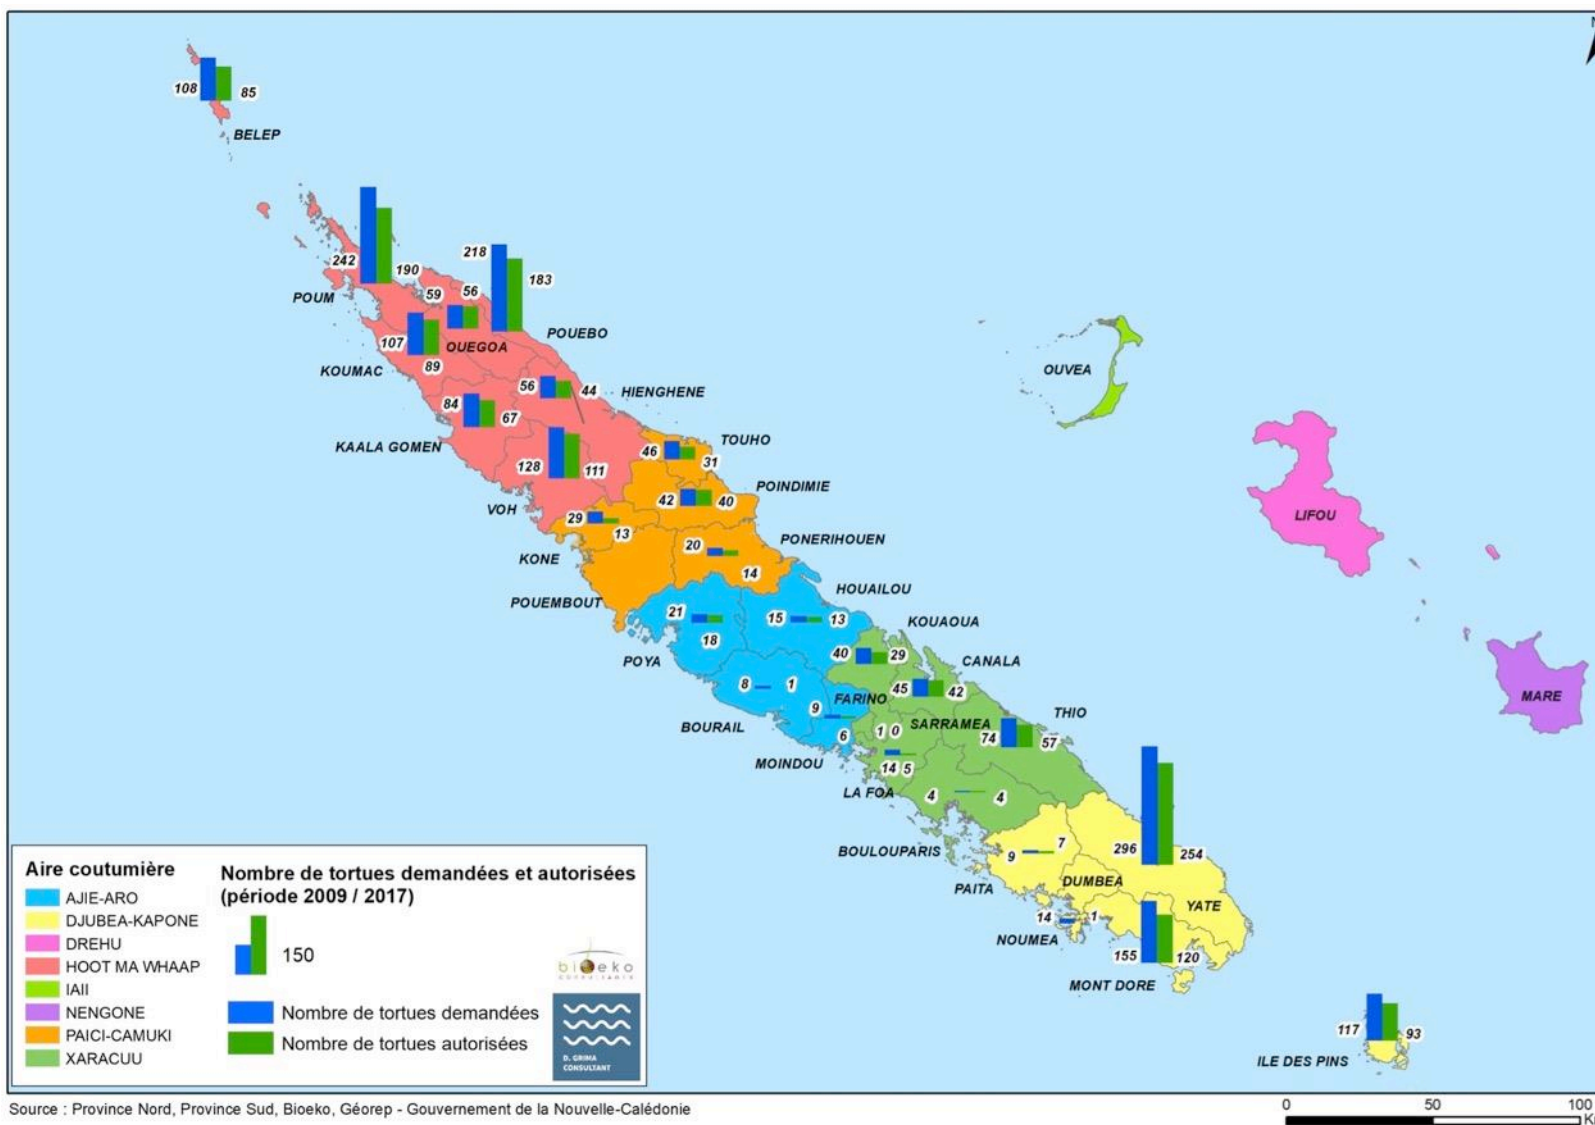 N
108
85
BELEP
242
190
POUM
218
183
59
56
POUEBO
107
89
OUEGOA
KOUMAC
56
44
HIENGHENE
84
67
KAALA GOMEN
128
111
VOH
46
31
TOUHO
42
40
POINDIMIE
29
13
KONE
20
14
PONERIHOUEN
POUEMBOUT
HOUAILOU
21
18
POYA
15
13
KOUAOUA
40
29
CANALA
45
42
8
1
BOURAIL
FARINO
9
6
MOINDOU
1 0
SARRAMEA
THIO
74
57
14 5
LA FOA
4
4
BOULOUPARIS
296
254
9
7
PAITA
DUMBEA
YATE
14
1
NOUMEA
155
120
MONT DORE
117
93
ILE DES PINS
OUVEA
LIFOU
MARE
Aire coutumière
AJIE-ARO
DJUBEA-KAPONE
DREHU
HOOT MA WHAAP
IAII
NENGONE
PAICI-CAMUKI
XARACUU
Nombre de tortues demandées et autorisées
(période 2009 / 2017)
150
Nombre de tortues demandées
Nombre de tortues autorisées
bioeko
D. GRIMA
CONSULTANT
Source : Province Nord, Province Sud, Bioeko, Géorep - Gouvernement de la Nouvelle-Calédonie
0 50 100